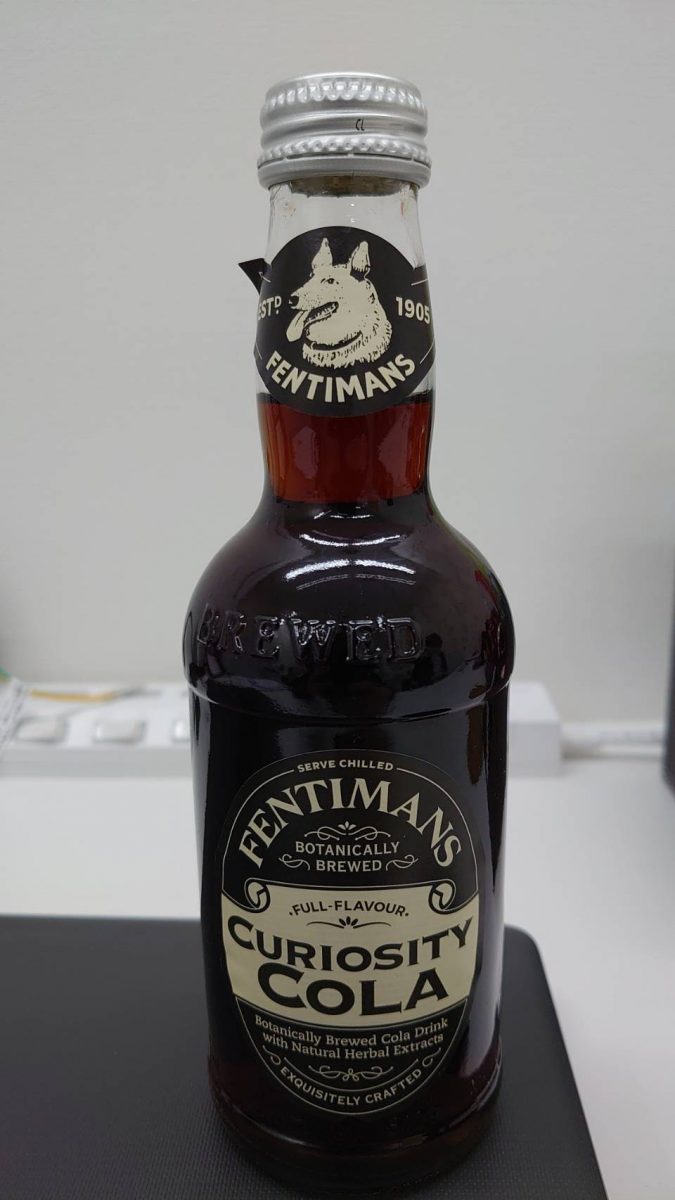 ESTD 1905
FENTIMANS
BREWED
SERVE CHILLED
FENTIMANS
BOTANICALLY
BREWED
·FULL-FLAVOUR·
CURIOSITY
COLA
Botanically Brewed Cola Drink
with Natural Herbal Extracts
EXQUISITELY CRAFTED